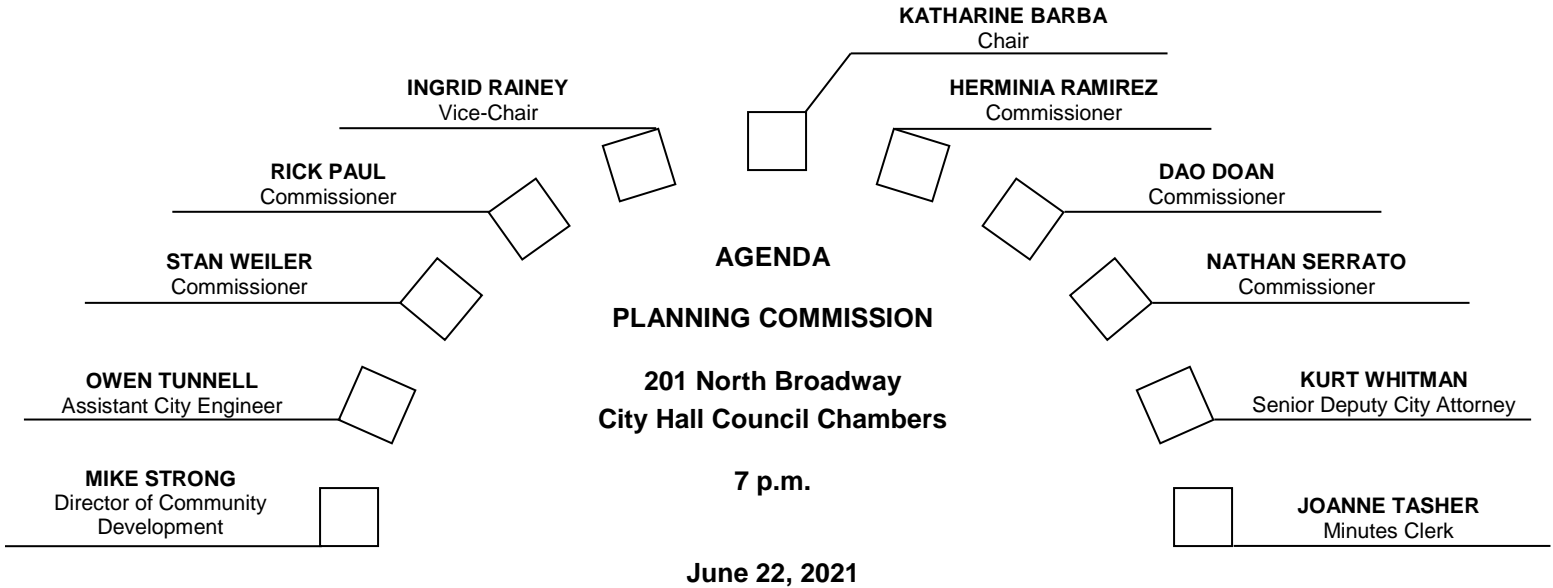 KATHARINE BARBA
Chair
INGRID RAINEY
Vice-Chair
HERMINIA RAMIREZ
Commissioner
RICK PAUL
Commissioner
DAO DOAN
Commissioner
STAN WEILER
Commissioner
NATHAN SERRATO
Commissioner
OWEN TUNNELL
Assistant City Engineer
KURT WHITMAN
Senior Deputy City Attorney
MIKE STRONG
Director of Community
Development
JOANNE TASHER
Minutes Clerk
AGENDA
PLANNING COMMISSION
201 North Broadway
City Hall Council Chambers
7 p.m.
June 22, 2021